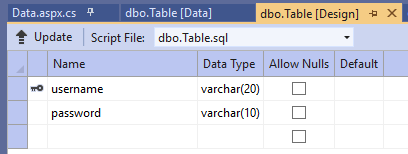 Data.aspx.cs dbo.Table [Data] dbo.Table [Design]
Update Script File: dbo.Table.sql
Name Data Type Allow Nulls Default
username varchar(20)
password varchar(10)